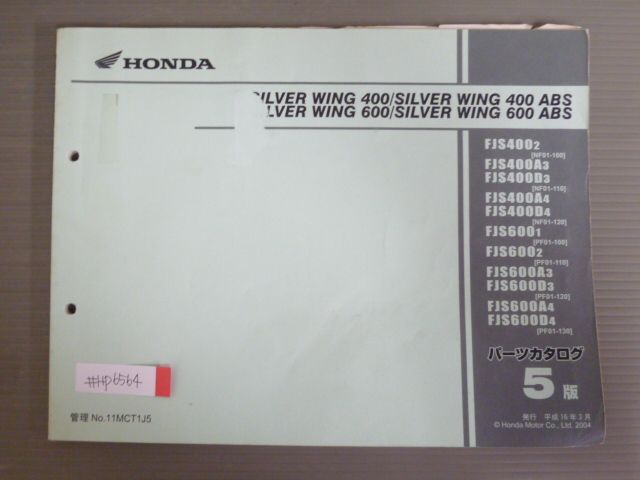 HONDA
SILVER WING 400/SILVER WING 400 ABS
SILVER WING 600/SILVER WING 600 ABS
FJS4002
[NF01-100]
FJS400A3
FJS400D3
[NF01-110]
FJS400A4
FJS400D4
[NF01-120]
FJS6001
[PF01-100]
FJS6002
[PF01-110]
FJS600A3
FJS600D3
[PF01-120]
FJS600A4
FJS600D4
[PF01-130]
パーツカタログ
5版
#HP6564
管理 No.11MCT1J5
発行 平成16年3月
© Honda Motor Co., Ltd. 2004